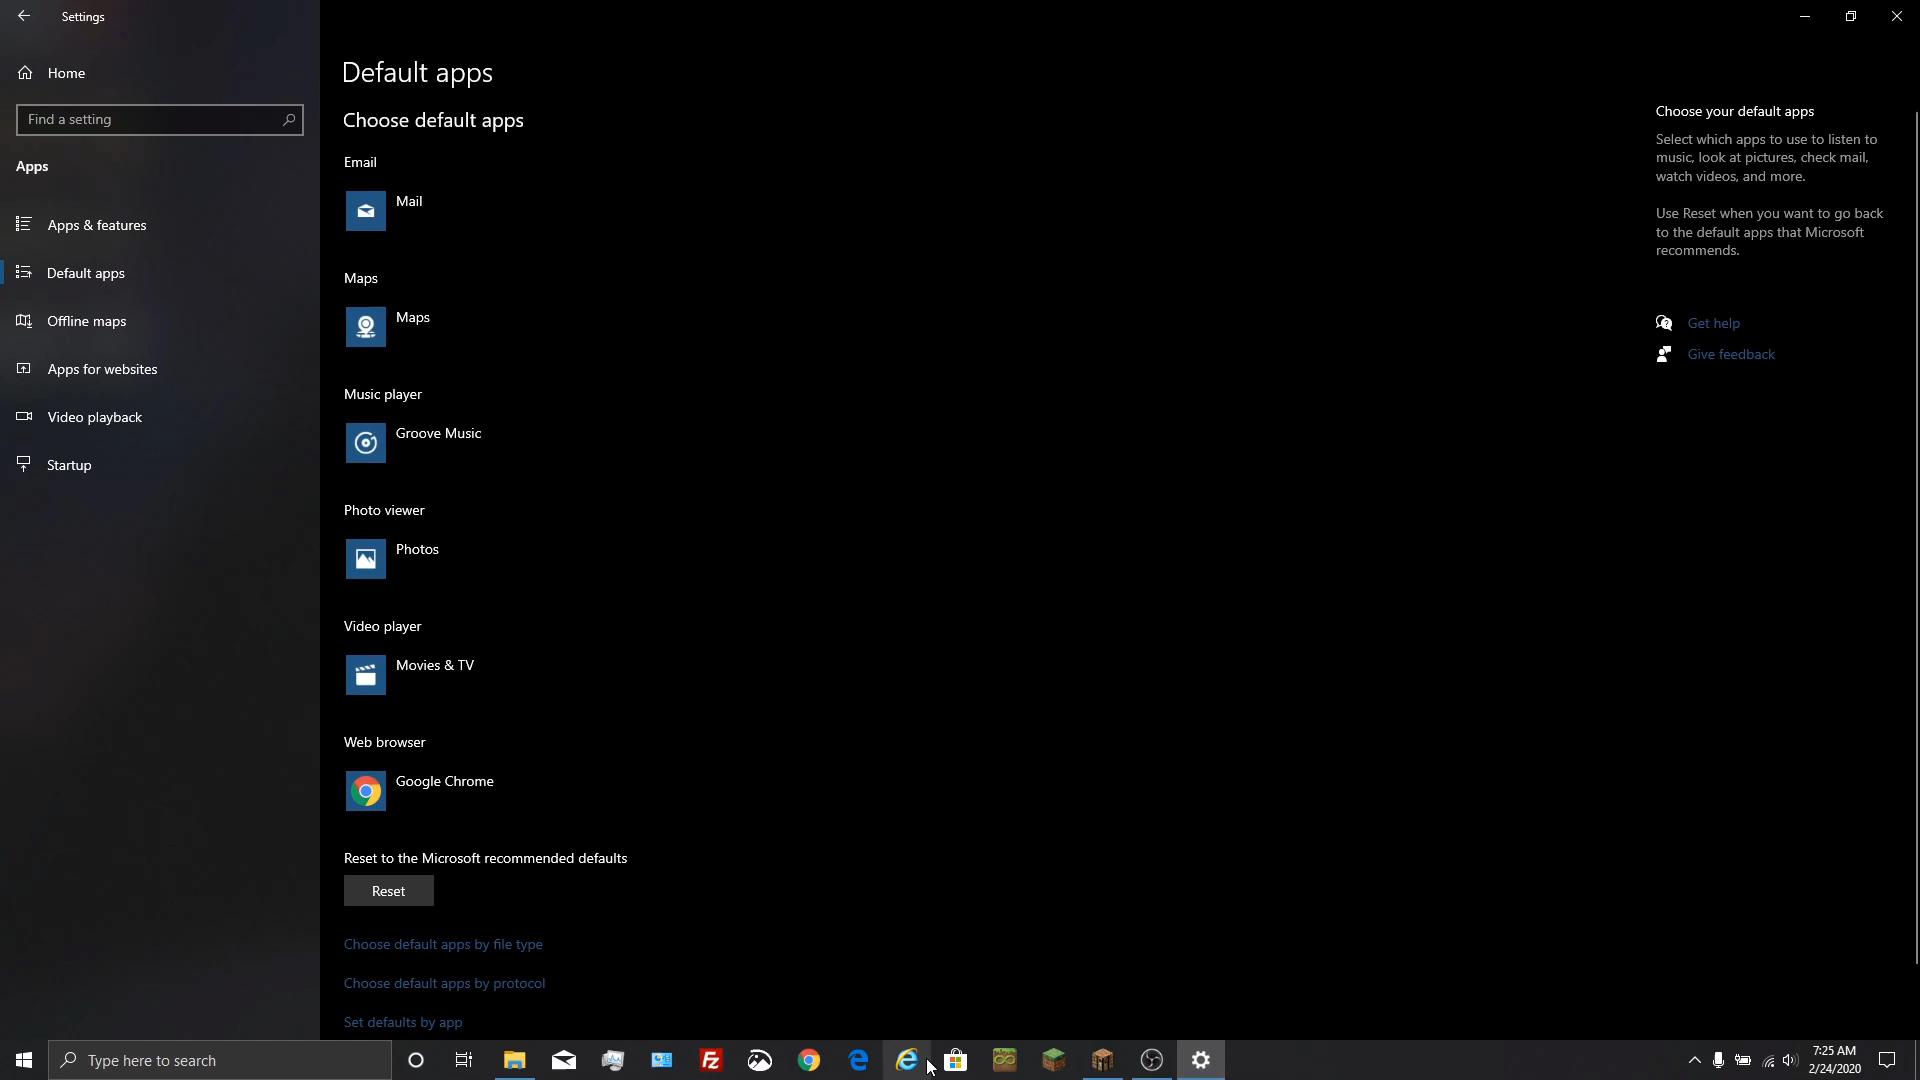 Settings
Home
Find a setting
Apps
Apps & features
Default apps
Offline maps
Apps for websites
Video playback
Startup
Default apps
Choose default apps
Email
Mail
Maps
Maps
Music player
Groove Music
Photo viewer
Photos
Video player
Movies & TV
Web browser
Google Chrome
Reset to the Microsoft recommended defaults
Reset
Choose default apps by file type
Choose default apps by protocol
Set defaults by app
Choose your default apps
Select which apps to use to listen to
music, look at pictures, check mail,
watch videos, and more.
Use Reset when you want to go back
to the default apps that Microsoft
recommends.
Get help
Give feedback
Type here to search
Fz
7:25 AM
2/24/2020